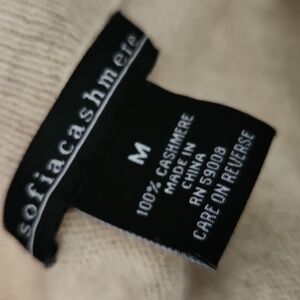 sofiacashmere
M
100% CASHMERE
MADE IN
CHINA
RN 59008
CARE ON REVERSE